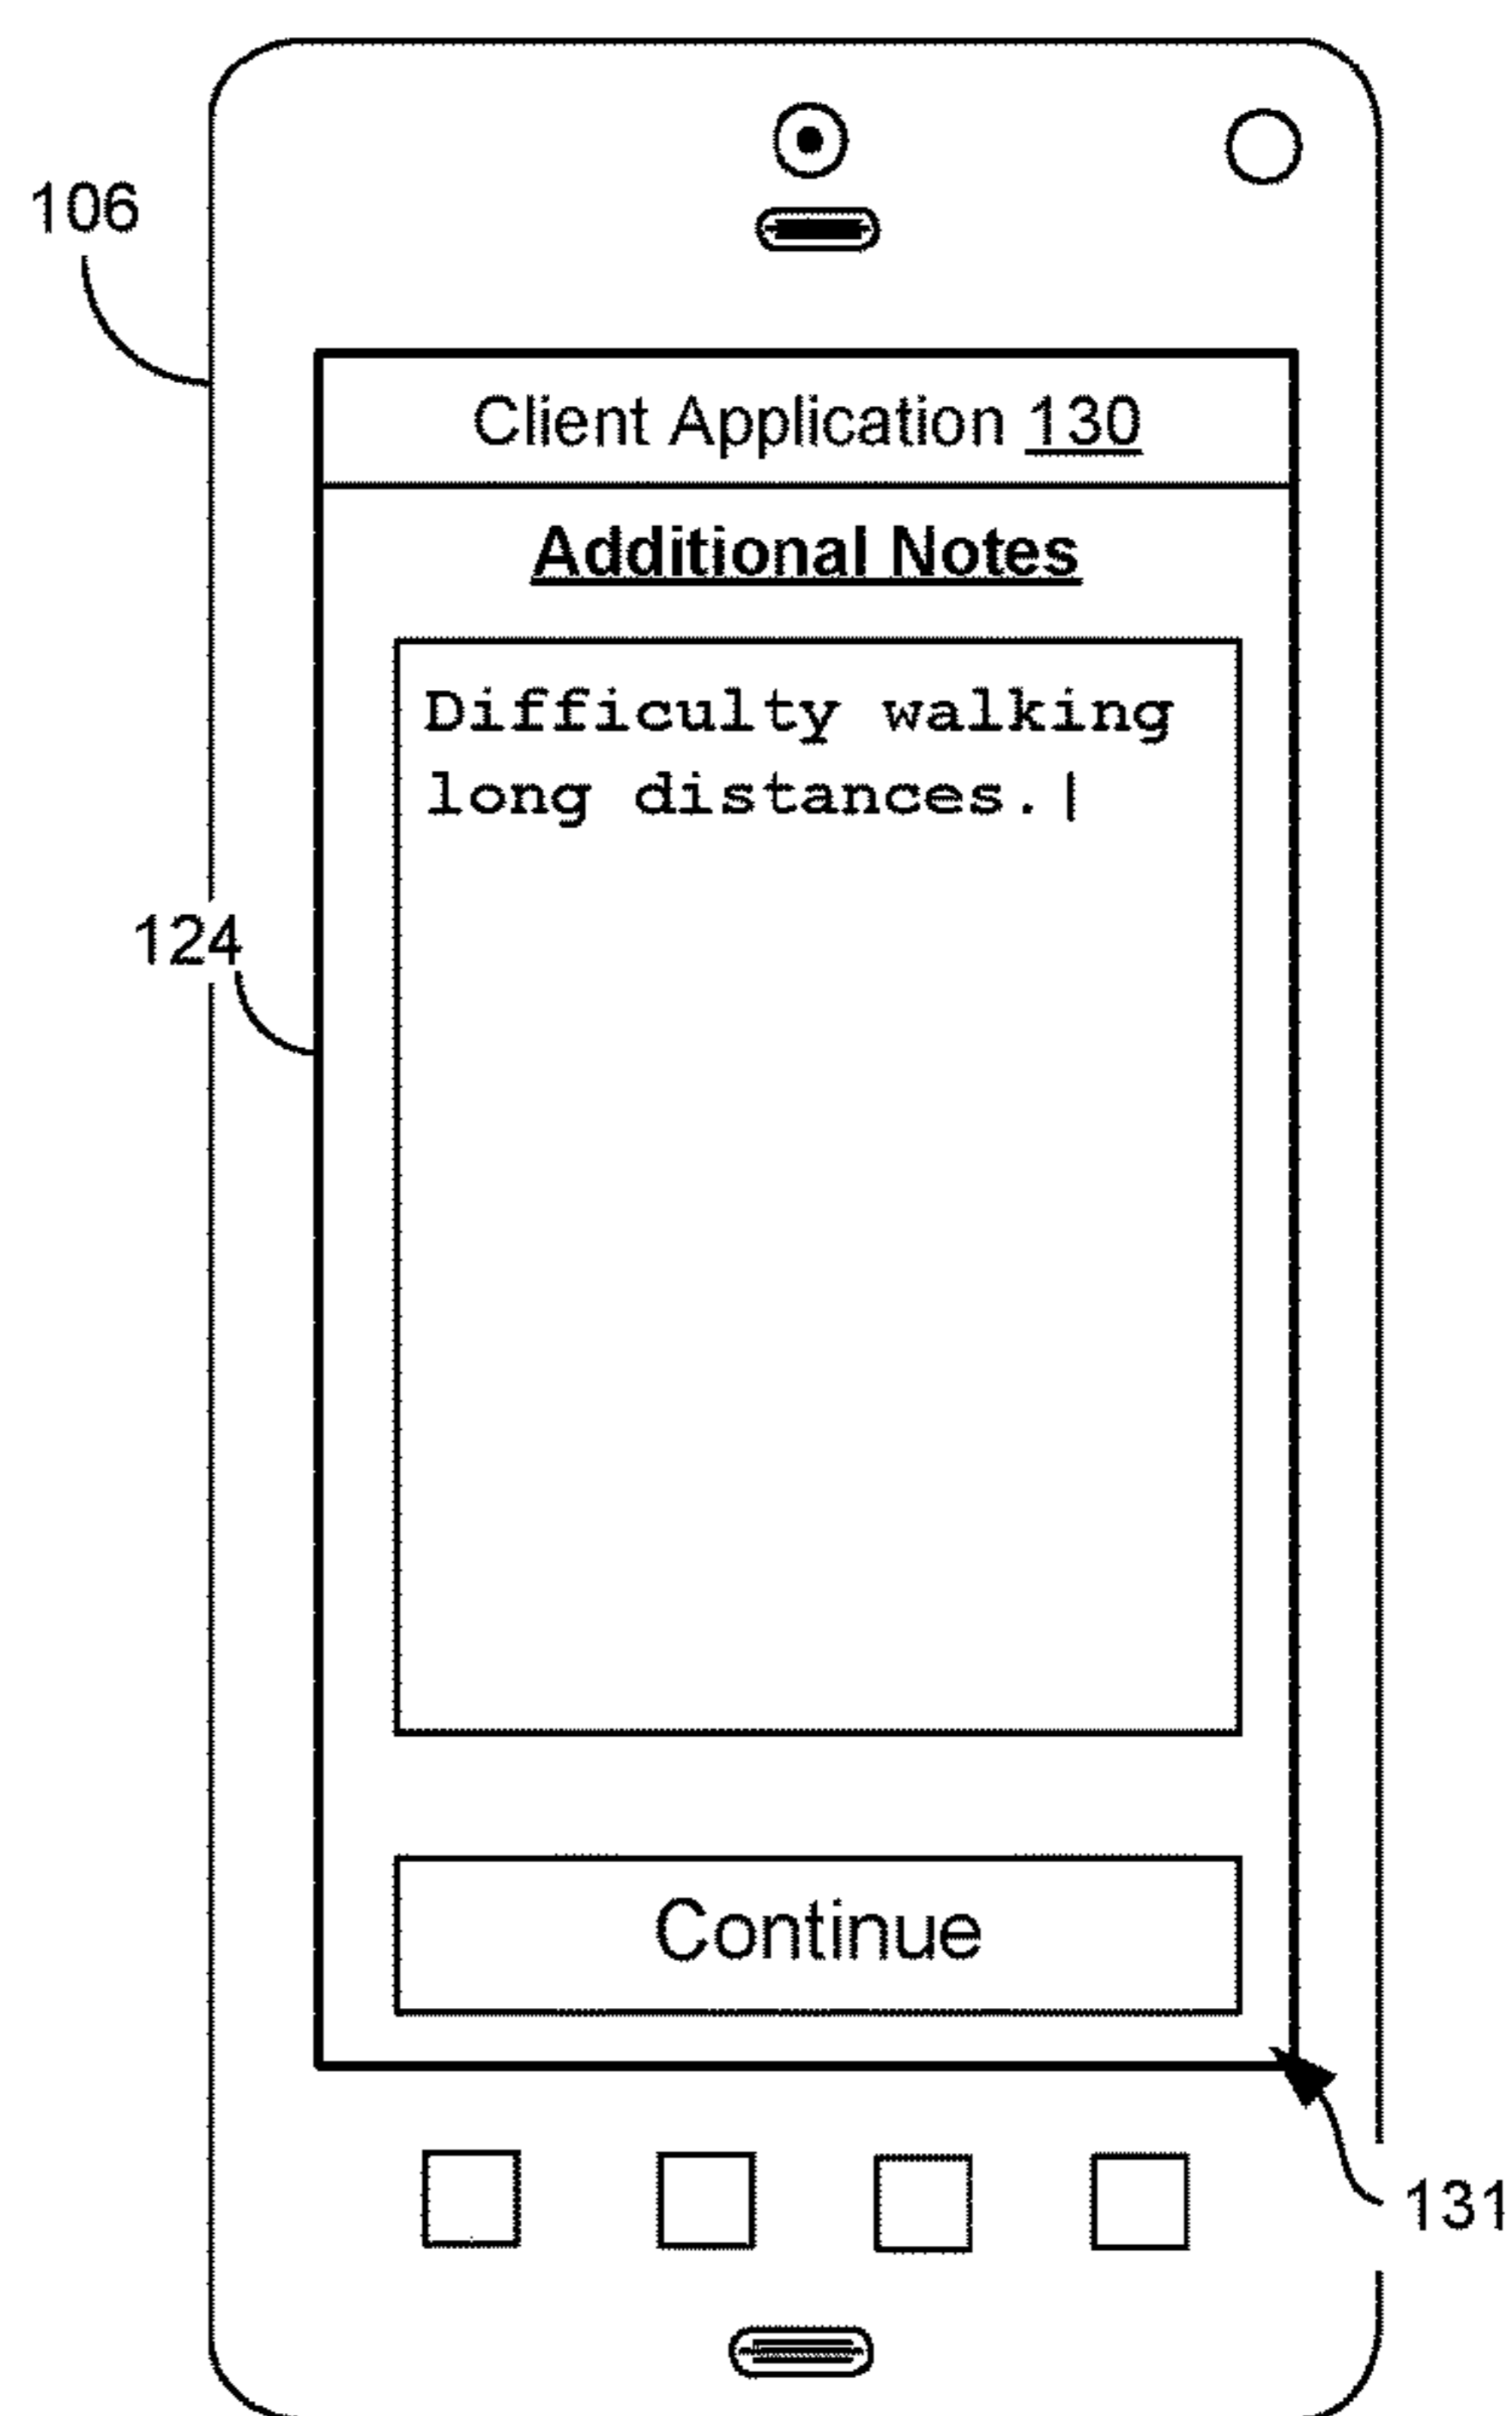 106
Client Application 130
Additional Notes
Difficulty walking
long distances.
124
Continue
131